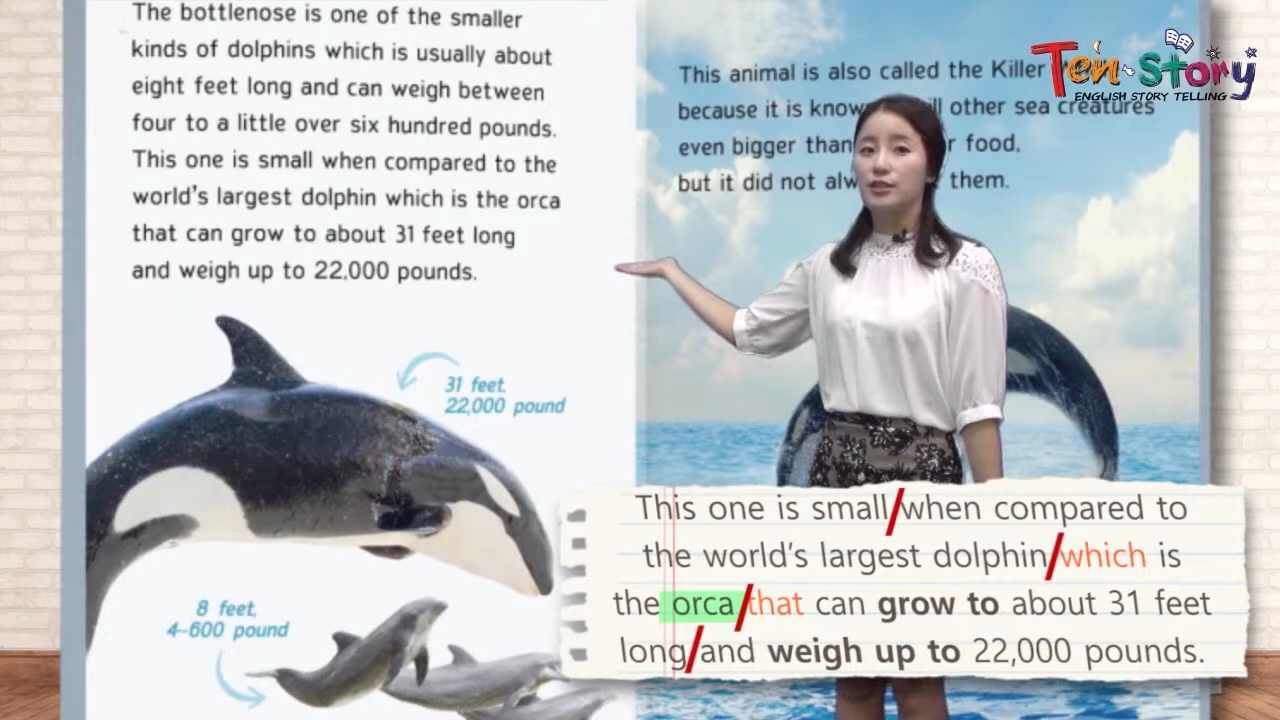 The bottlenose is one of the smaller
kinds of dolphins which is usually about
eight feet long and can weigh between
four to a little over six hundred pounds.
This one is small when compared to the
world's largest dolphin which is the orca
that can grow to about 31 feet long
and weigh up to 22,000 pounds.
31 feet,
22,000 pound
8 feet,
4-600 pound
This animal is also called the Killer
because it is other sea creatures
even bigger than food,
but it did not them.
Ten Story
ENGLISH STORY TELLING
This one is small/when compared to
the world's largest dolphin/which is
the orca/that can grow to about 31 feet
long/and weigh up to 22,000 pounds.